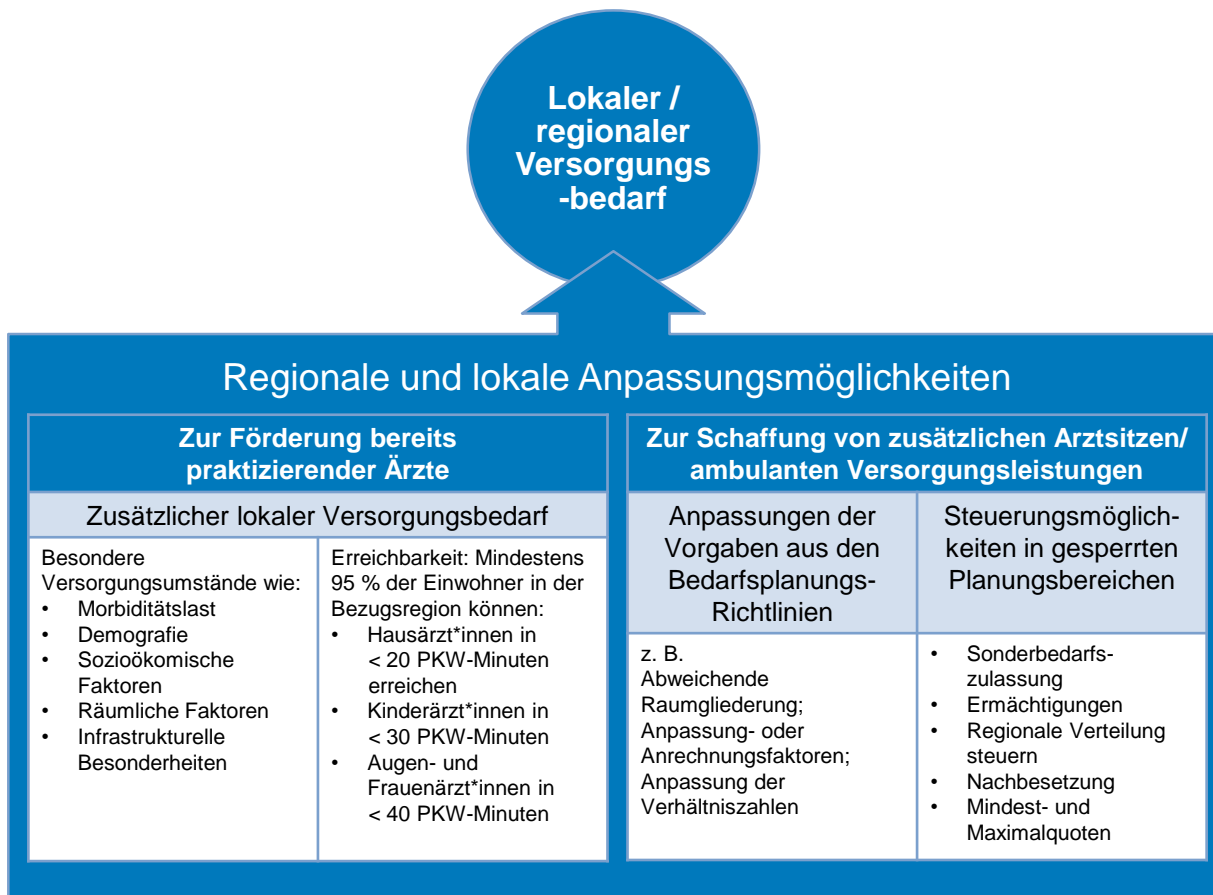 Lokaler /
regionaler
Versorgungs
-bedarf
Regionale und lokale Anpassungsmöglichkeiten
Zur Förderung bereits
praktizierender Ärzte
Zusätzlicher lokaler Versorgungsbedarf
Besondere
Versorgungsumstände wie:
• Morbiditätslast
• Demografie
• Sozioökomische
Faktoren
• Räumliche Faktoren
• Infrastrukturelle
Besonderheiten
Erreichbarkeit: Mindestens
95 % der Einwohner in der
Bezugsregion können:
• Hausärzt*innen in
< 20 PKW-Minuten
erreichen
• Kinderärzt*innen in
< 30 PKW-Minuten
• Augen- und
Frauenärzt*innen in
< 40 PKW-Minuten
Zur Schaffung von zusätzlichen Arztsitzen/
ambulanten Versorgungsleistungen
Anpassungen der
Vorgaben aus den
Bedarfsplanungs-
Richtlinien
z. B.
Abweichende
Raumgliederung;
Anpassung- oder
Anrechnungsfaktoren;
Anpassung der
Verhältniszahlen
Steuerungsmöglich-
keiten in gesperrten
Planungsbereichen
• Sonderbedarfs-
zulassung
• Ermächtigungen
• Regionale Verteilung
steuern
• Nachbesetzung
• Mindest- und
Maximalquoten